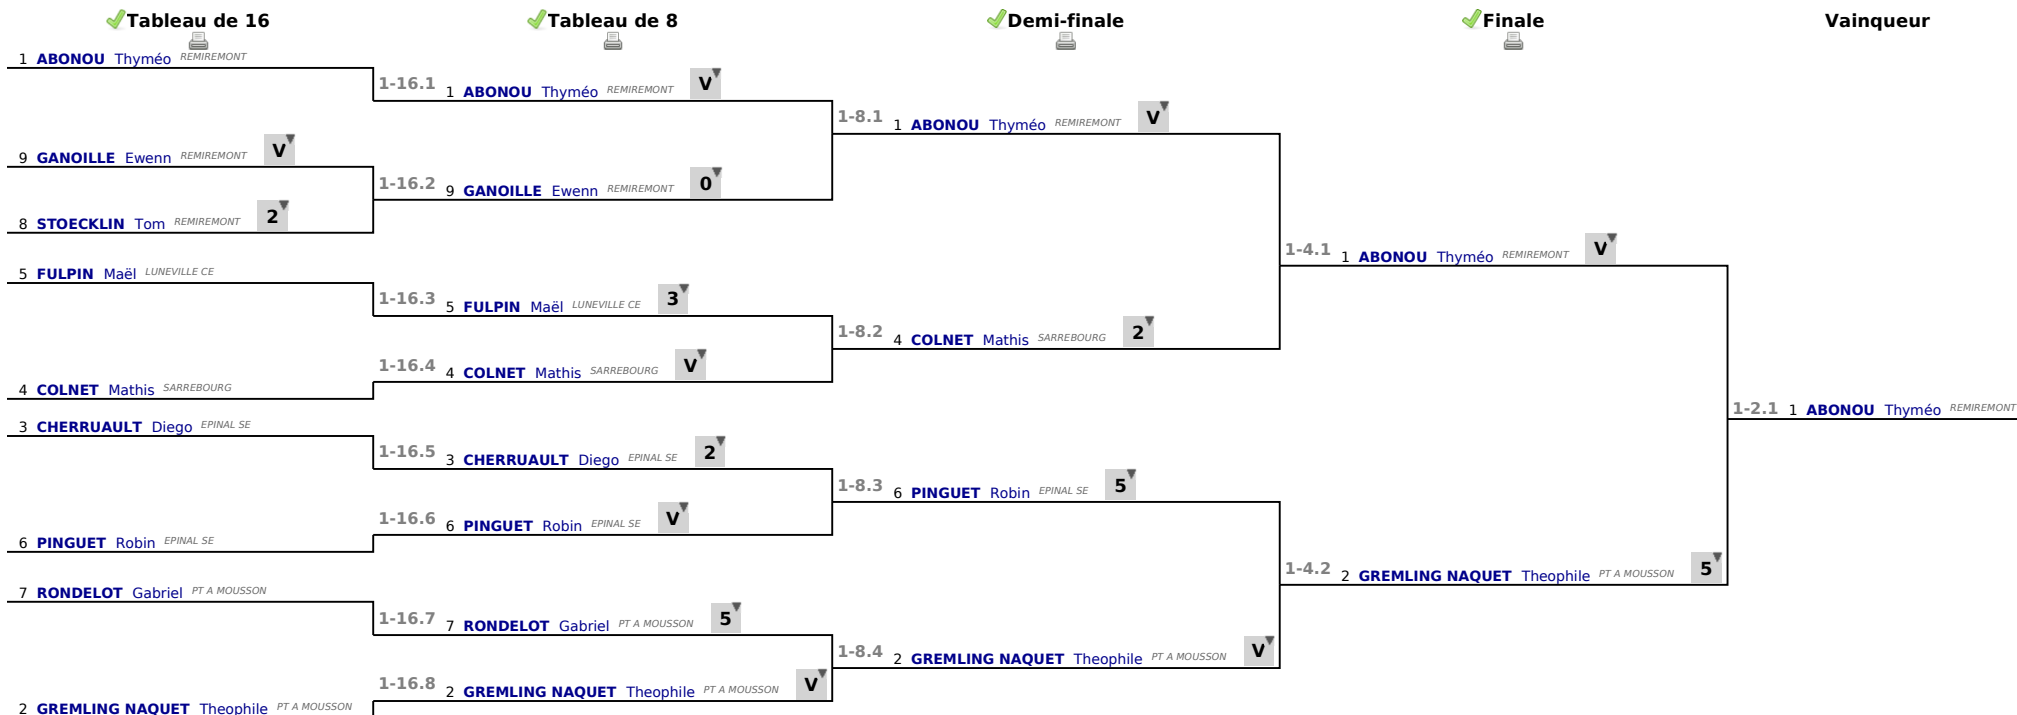 Tableau de 16
1 ABONOU Thyméo REMIREMONT
9 GANOILLE Ewenn REMIREMONT V
8 STOECKLIN Tom REMIREMONT 2
5 FULPIN Maël LUNEVILLE CE
4 COLNET Mathis SARREBOURG
3 CHERRUAULT Diego EPINAL SE
6 PINGUET Robin EPINAL SE
7 RONDELOT Gabriel PT A MOUSSON
2 GREMLING NAQUET Theophile PT A MOUSSON
Tableau de 8
1-16.1 1 ABONOU Thyméo REMIREMONT V
1-16.2 9 GANOILLE Ewenn REMIREMONT 0
1-16.3 5 FULPIN Maël LUNEVILLE CE 3
1-16.4 4 COLNET Mathis SARREBOURG V
1-16.5 3 CHERRUAULT Diego EPINAL SE 2
1-16.6 6 PINGUET Robin EPINAL SE V
1-16.7 7 RONDELOT Gabriel PT A MOUSSON 5
1-16.8 2 GREMLING NAQUET Theophile PT A MOUSSON V
Demi-finale
1-8.1 1 ABONOU Thyméo REMIREMONT V
1-8.2 4 COLNET Mathis SARREBOURG 2
1-8.3 6 PINGUET Robin EPINAL SE 5
1-8.4 2 GREMLING NAQUET Theophile PT A MOUSSON V
Finale
1-4.1 1 ABONOU Thyméo REMIREMONT V
1-4.2 2 GREMLING NAQUET Theophile PT A MOUSSON 5
Vainqueur
1-2.1 1 ABONOU Thyméo REMIREMONT